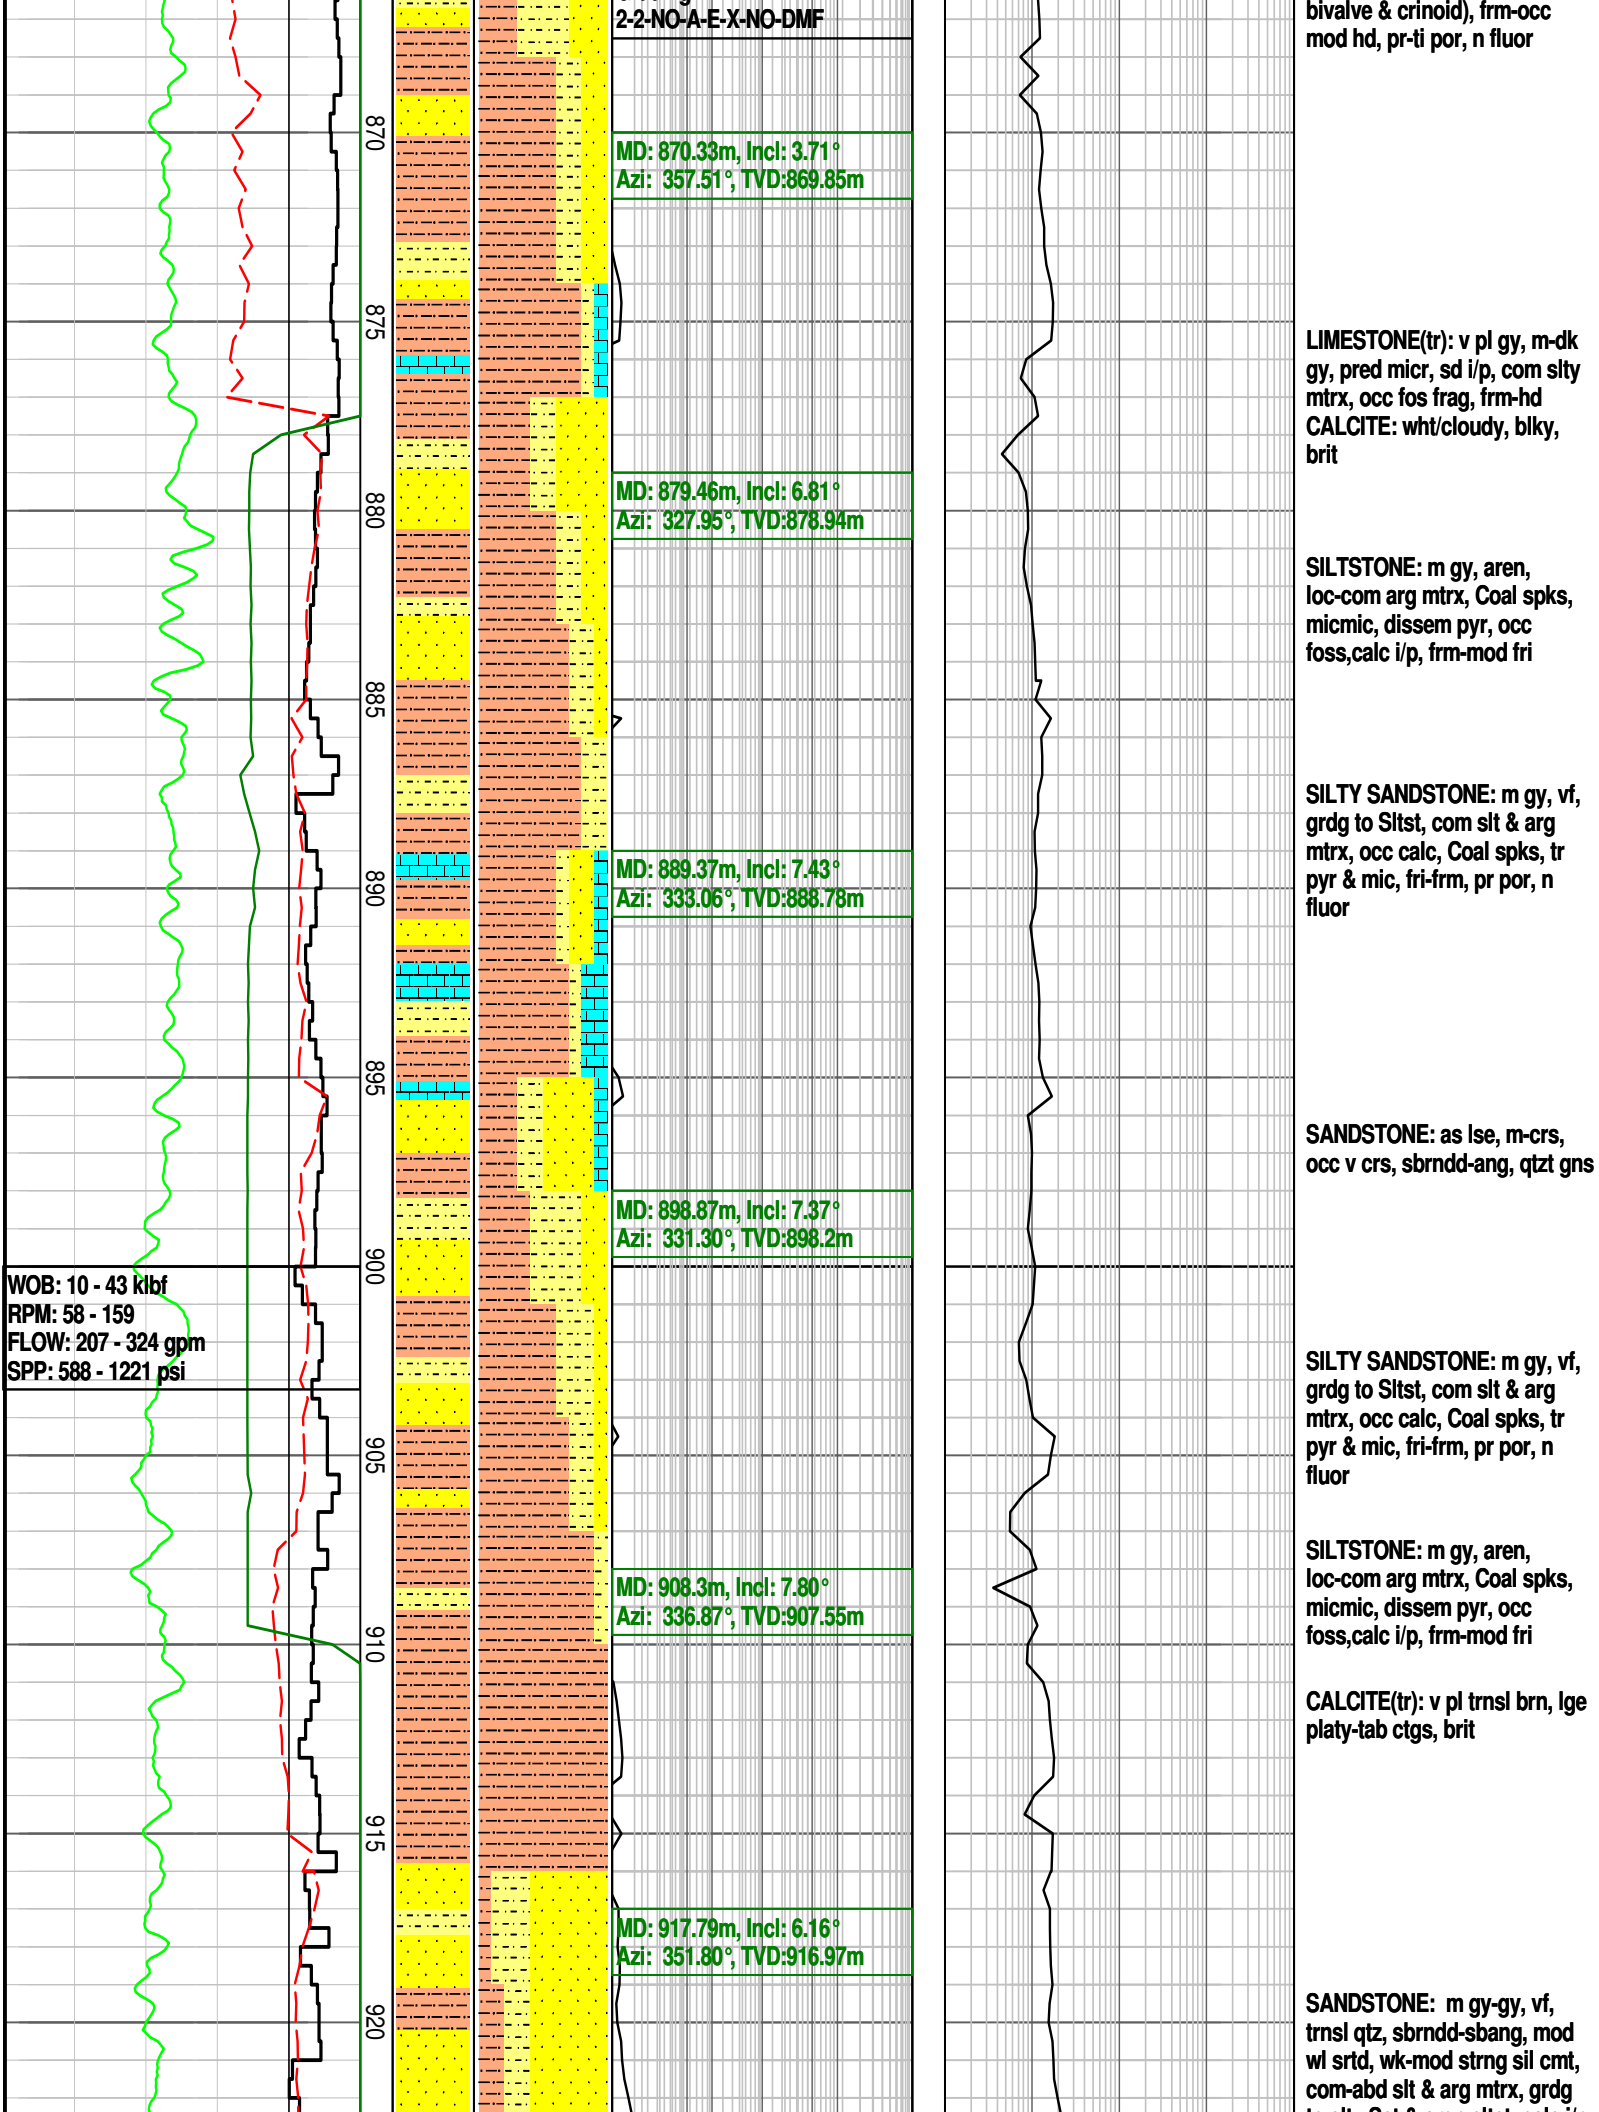 2-2-NO-A-E-X-NO-DMF
bivalve & crinoid), frm-occ
mod hd, pr-ti por, n fluor
870
MD: 870.33m, Incl: 3.71°
Azi: 357.51°, TVD:869.85m
875
LIMESTONE(tr): v pl gy, m-dk
gy, pred micr, sd i/p, com slty
mtrx, occ fos frag, frm-hd
CALCITE: wht/cloudy, blky,
brit
880
MD: 879.46m, Incl: 6.81°
Azi: 327.95°, TVD:878.94m
SILTSTONE: m gy, aren,
loc-com arg mtrx, Coal spks,
micmic, dissem pyr, occ
foss,calc i/p, frm-mod fri
885
SILTY SANDSTONE: m gy, vf,
grdg to Sltst, com slt & arg
mtrx, occ calc, Coal spks, tr
pyr & mic, fri-frm, pr por, n
fluor
890
MD: 889.37m, Incl: 7.43°
Azi: 333.06°, TVD:888.78m
895
SANDSTONE: as lse, m-crs,
occ v crs, sbrndd-ang, qtzt gns
MD: 898.87m, Incl: 7.37°
Azi: 331.30°, TVD:898.2m
900
WOB: 10 - 43 klbf
RPM: 58 - 159
FLOW: 207 - 324 gpm
SPP: 588 - 1221 psi
SILTY SANDSTONE: m gy, vf,
grdg to Sltst, com slt & arg
mtrx, occ calc, Coal spks, tr
pyr & mic, fri-frm, pr por, n
fluor
905
SILTSTONE: m gy, aren,
loc-com arg mtrx, Coal spks,
micmic, dissem pyr, occ
foss,calc i/p, frm-mod fri
MD: 908.3m, Incl: 7.80°
Azi: 336.87°, TVD:907.55m
910
CALCITE(tr): v pl trnsl brn, lge
platy-tab ctgs, brit
915
MD: 917.79m, Incl: 6.16°
Azi: 351.80°, TVD:916.97m
920
SANDSTONE: m gy-gy, vf,
trnsl qtz, sbrndd-sbang, mod
wl srtd, wk-mod strng sil cmt,
com-abd slt & arg mtrx, grdg